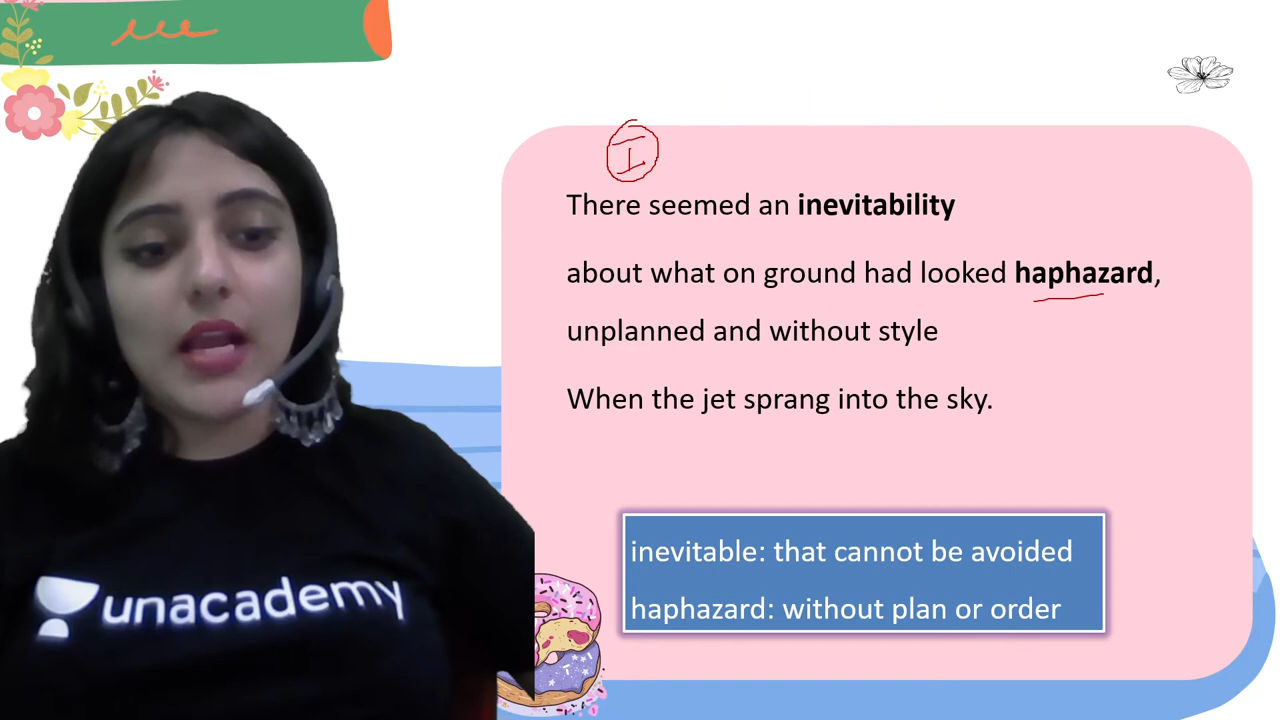 I
There seemed an inevitability
about what on ground had looked haphazard,
unplanned and without style
When the jet sprang into the sky.
inevitable: that cannot be avoided
haphazard: without plan or order
unacademy